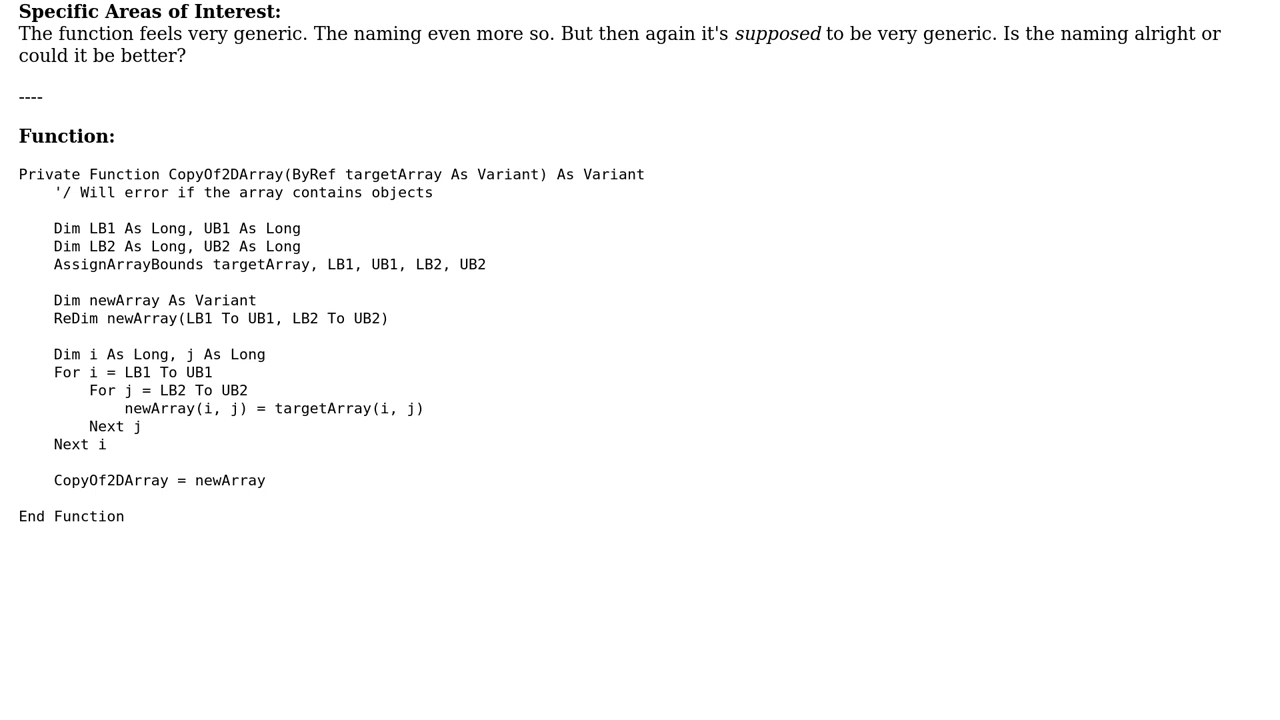 Specific Areas of Interest:
The function feels very generic. The naming even more so. But then again it's supposed to be very generic. Is the naming alright or
could it be better?
----
Function:
Private Function CopyOf2DArray(ByRef targetArray As Variant) As Variant
    '/ Will error if the array contains objects
    Dim LB1 As Long, UB1 As Long
    Dim LB2 As Long, UB2 As Long
    AssignArrayBounds targetArray, LB1, UB1, LB2, UB2
    Dim newArray As Variant
    ReDim newArray(LB1 To UB1, LB2 To UB2)
    Dim i As Long, j As Long
    For i = LB1 To UB1
        For j = LB2 To UB2
            newArray(i, j) = targetArray(i, j)
        Next j
    Next i
    CopyOf2DArray = newArray
End Function